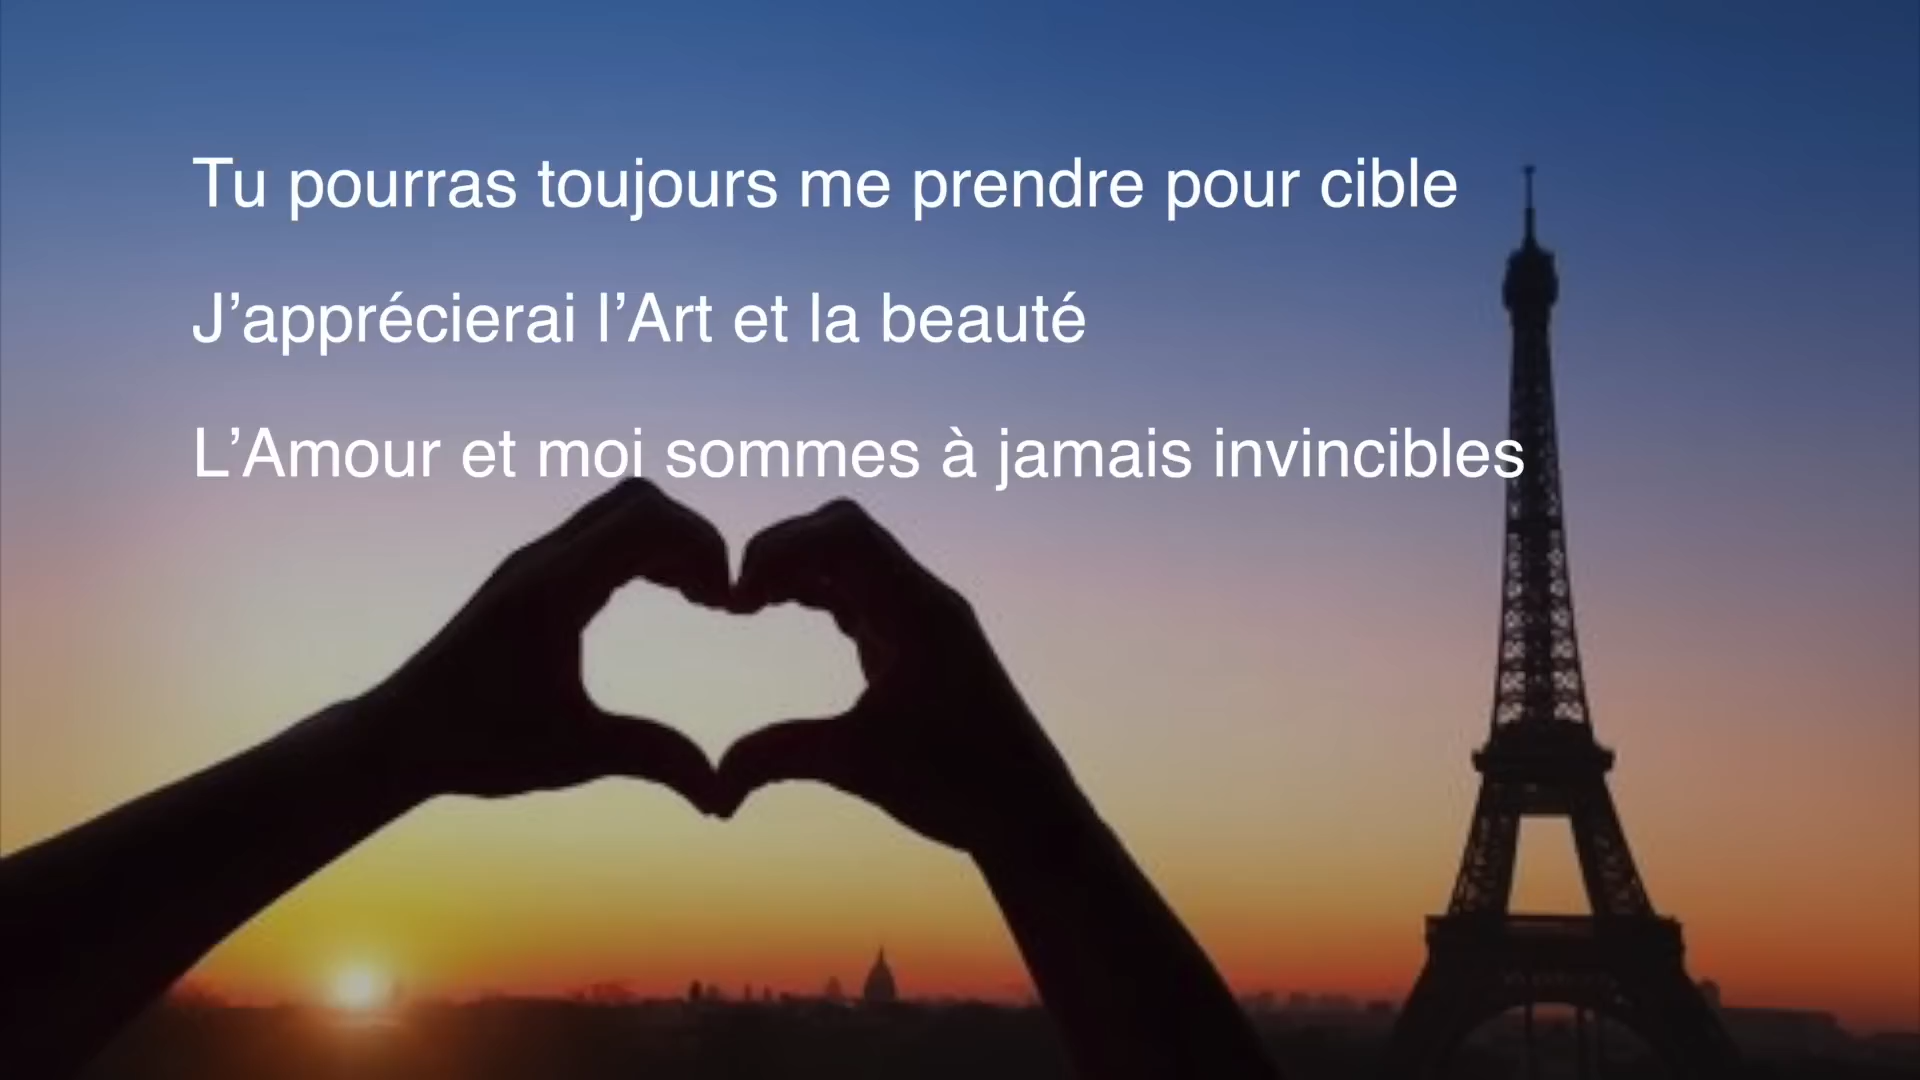 Tu pourras toujours me prendre pour cible
J’apprécierai l’Art et la beauté
L’Amour et moi sommes à jamais invincibles